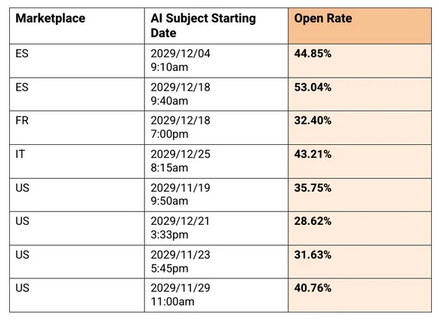 Marketplace AI Subject Starting Open Rate
Date
ES 2029/12/04 44.85%
9:10am
ES 2029/12/18 53.04%
9:40am
FR 2029/12/18 32.40%
7:00pm
IT 2029/12/25 43.21%
8:15am
US 2029/11/19 35.75%
9:50am
US 2029/12/21 28.62%
3:33pm
US 2029/11/23 31.63%
5:45pm
US 2029/11/29 40.76%
11:00am